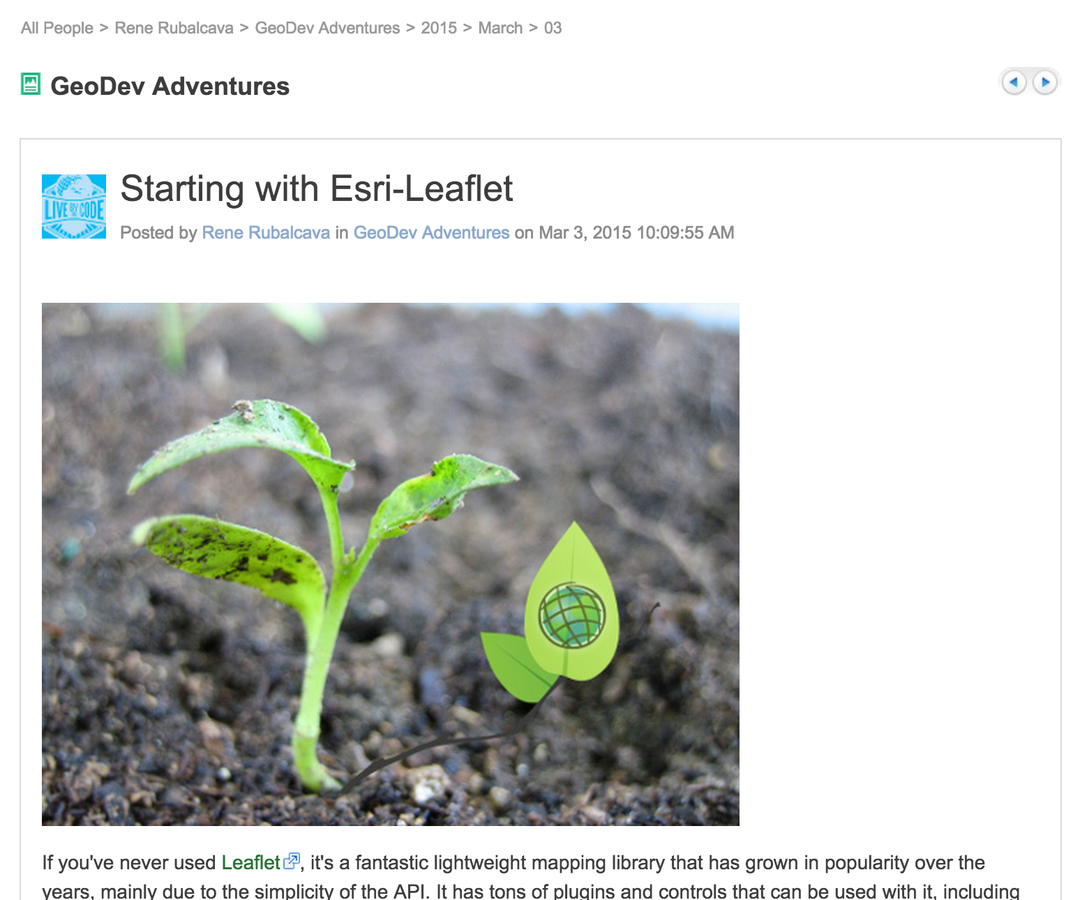 All People > Rene Rubalcava > GeoDev Adventures > 2015 > March > 03
GeoDev Adventures
LIVE BY CODE
Starting with Esri-Leaflet
Posted by Rene Rubalcava in GeoDev Adventures on Mar 3, 2015 10:09:55 AM
If you've never used Leaflet, it's a fantastic lightweight mapping library that has grown in popularity over the
years, mainly due to the simplicity of the API. It has tons of plugins and controls that can be used with it, including